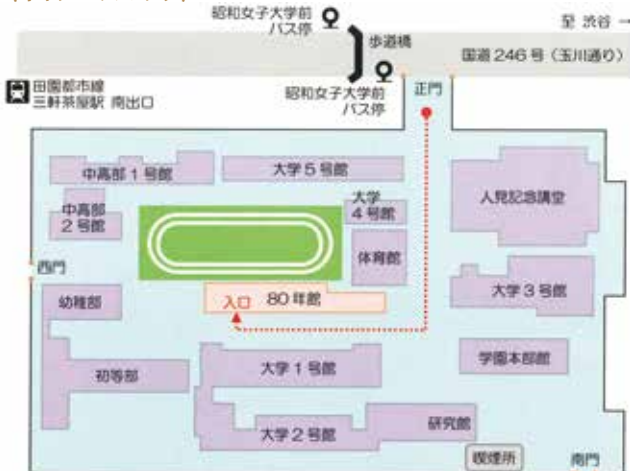 昭和女子大学前
バス停
至 渋谷 →
歩道橋
国道246号（玉川通り）
田園都市線
三軒茶屋駅 南出口
昭和女子大学前
バス停
正門
中高部1号館
大学5号館
中高部
2号館
大学
4号館
人見記念講堂
体育館
西門
幼稚部
入口
80年館
大学3号館
初等部
大学1号館
学園本部館
大学2号館
研究館
喫煙所
南門